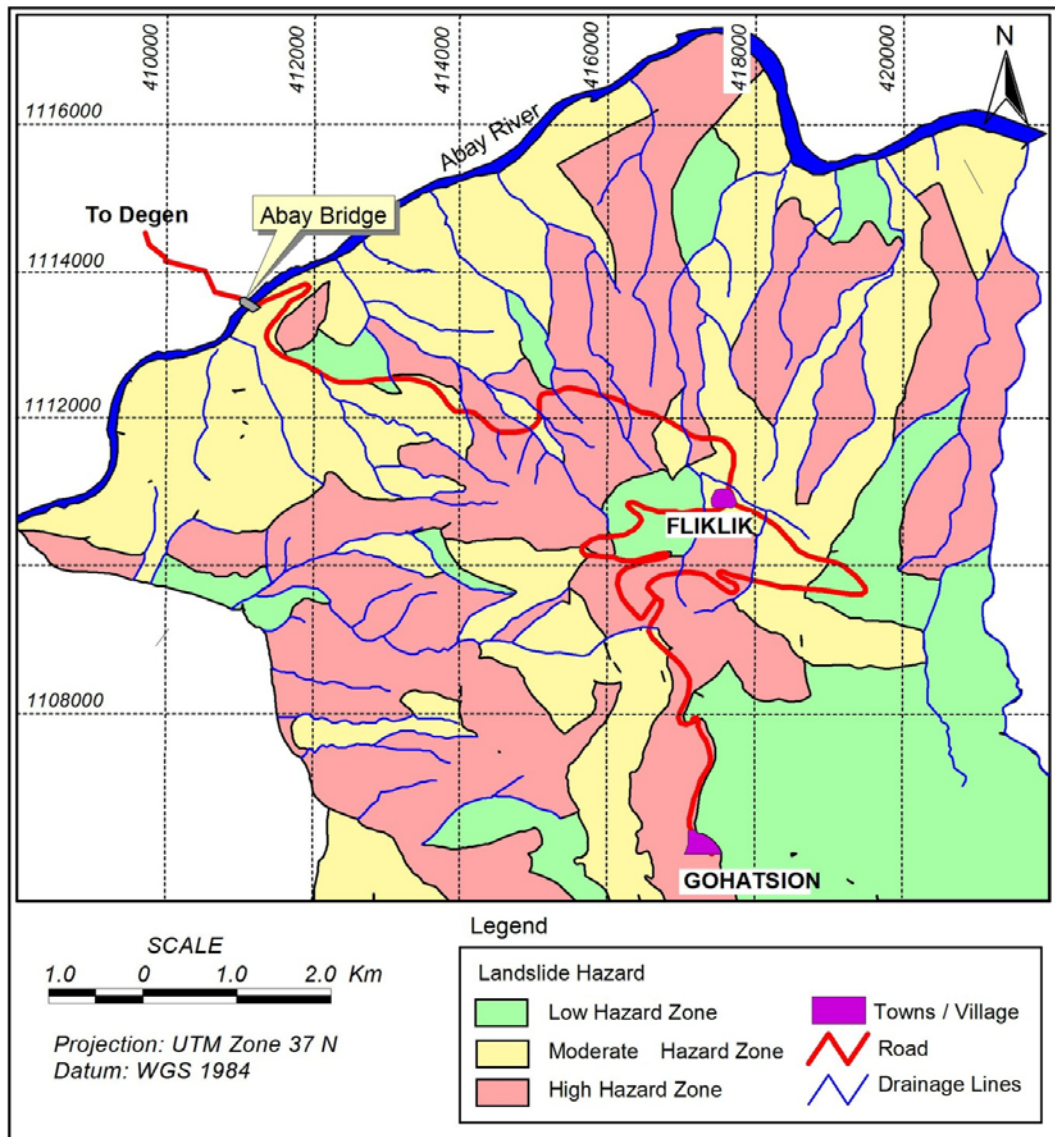 410000
412000
414000
416000
418000
420000
N
1116000
Abay River
To Degen
Abay Bridge
1114000
1112000
FLIKLIK
1108000
GOHATSION
SCALE
1.0 0 1.0 2.0 Km
Projection: UTM Zone 37 N
Datum: WGS 1984
Legend
Landslide Hazard
Low Hazard Zone
Moderate Hazard Zone
High Hazard Zone
Towns / Village
Road
Drainage Lines